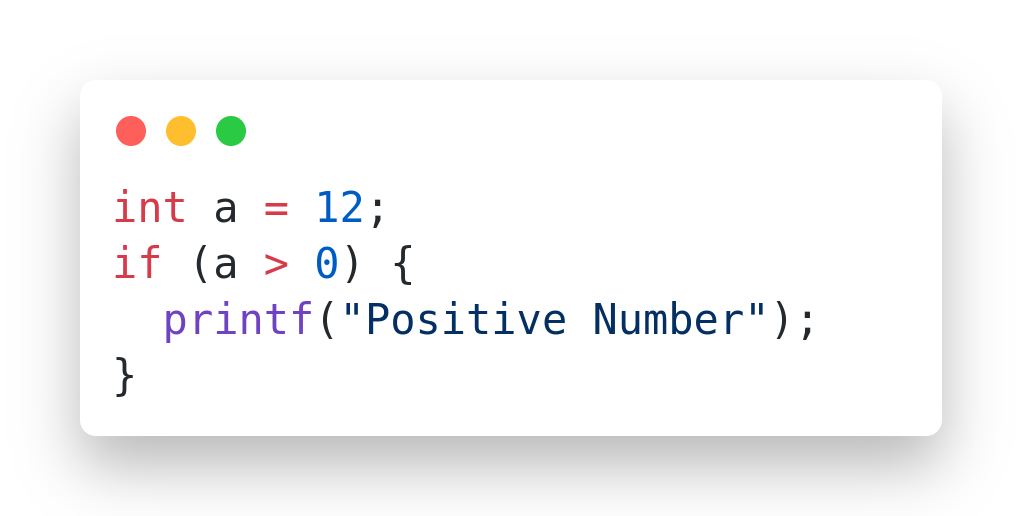 int a = 12;
if (a > 0) {
  printf("Positive Number");
}